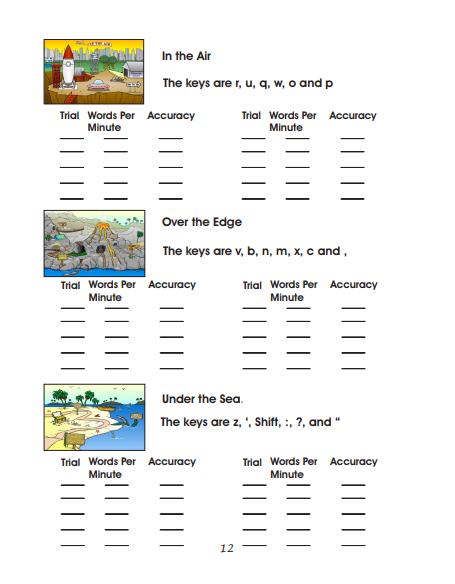 In the Air
The keys are r, u, q, w, o and p
Trial Words Per Accuracy Trial Words Per Accuracy
Minute Minute
Over the Edge
The keys are v, b, n, m, x, c and ,
Trial Words Per Accuracy Trial Words Per Accuracy
Minute Minute
Under the Sea.
The keys are z, ‘, Shift, :, ?, and “
Trial Words Per Accuracy Trial Words Per Accuracy
Minute Minute
12